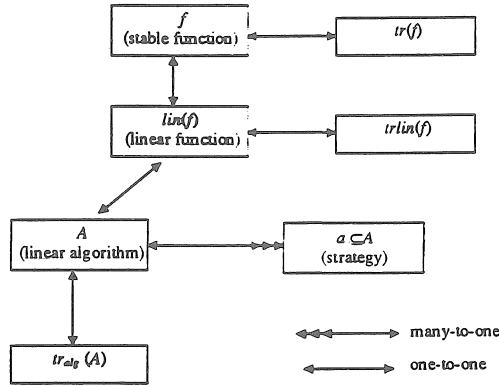 f
(stable function)
tr(f)
lin(f)
(linear function)
trlin(f)
A
(linear algorithm)
a ⊆A
(strategy)
many-to-one
one-to-one
tr_alg (A)